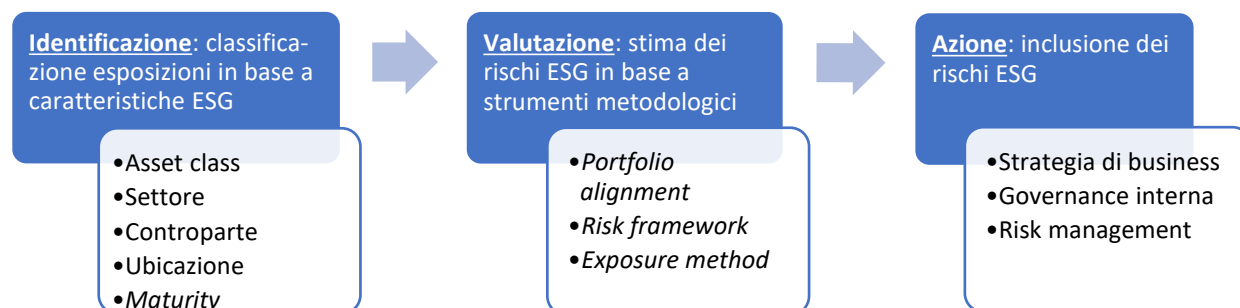 Identificazione: classifica-
zione esposizioni in base a
caratteristiche ESG
•Asset class
•Settore
•Controparte
•Ubicazione
•Maturity
Valutazione: stima dei
rischi ESG in base a
strumenti metodologici
•Portfolio
alignment
•Risk framework
•Exposure method
Azione: inclusione dei
rischi ESG
•Strategia di business
•Governance interna
•Risk management